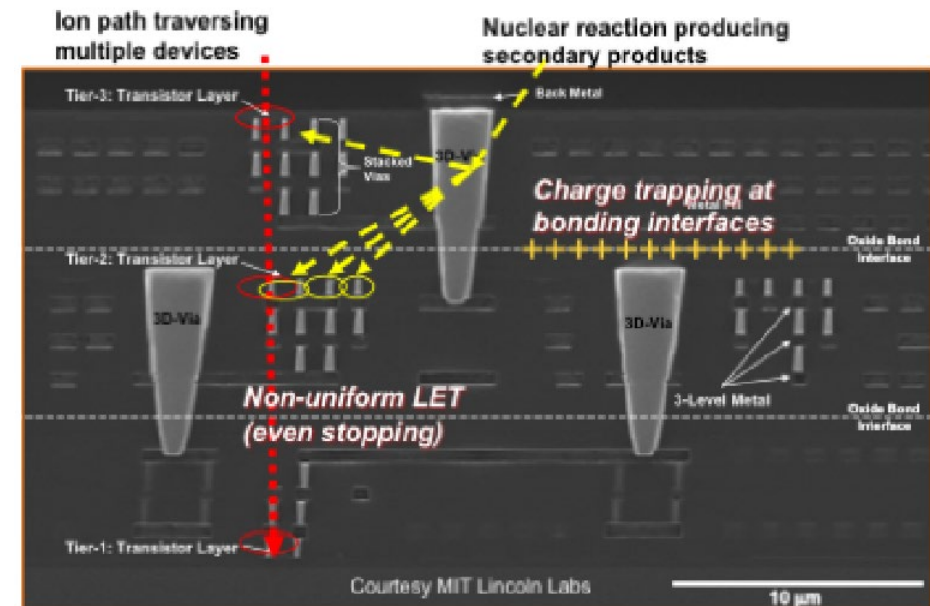 Ion path traversing
multiple devices
Nuclear reaction producing
secondary products
Tier-3: Transistor Layer
Back Metal
3D-Vi
Stacked
Vias
Charge trapping at
bonding interfaces
Oxide Bond
Interface
Tier-2: Transistor Layer
3D-Via
3D-Via
Non-uniform LET
(even stopping)
3-Level Metal
Oxide Bond
Interface
Tier-1: Transistor Layer
Courtesy MIT Lincoln Labs
10 µm